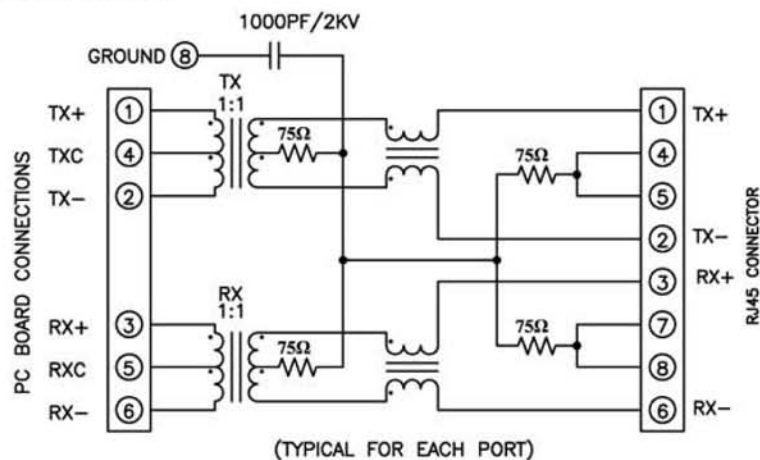 1000PF/2KV
GROUND 8
TX
1:1
75Ω
TX+ 1
TXC 4
TX- 2
PC BOARD CONNECTIONS
RX+ 3
RXC 5
RX- 6
RX
1:1
75Ω
75Ω
75Ω
1 TX+
4
5
2 TX-
3 RX+
7
8
6 RX-
RJ45 CONNECTOR
(TYPICAL FOR EACH PORT)